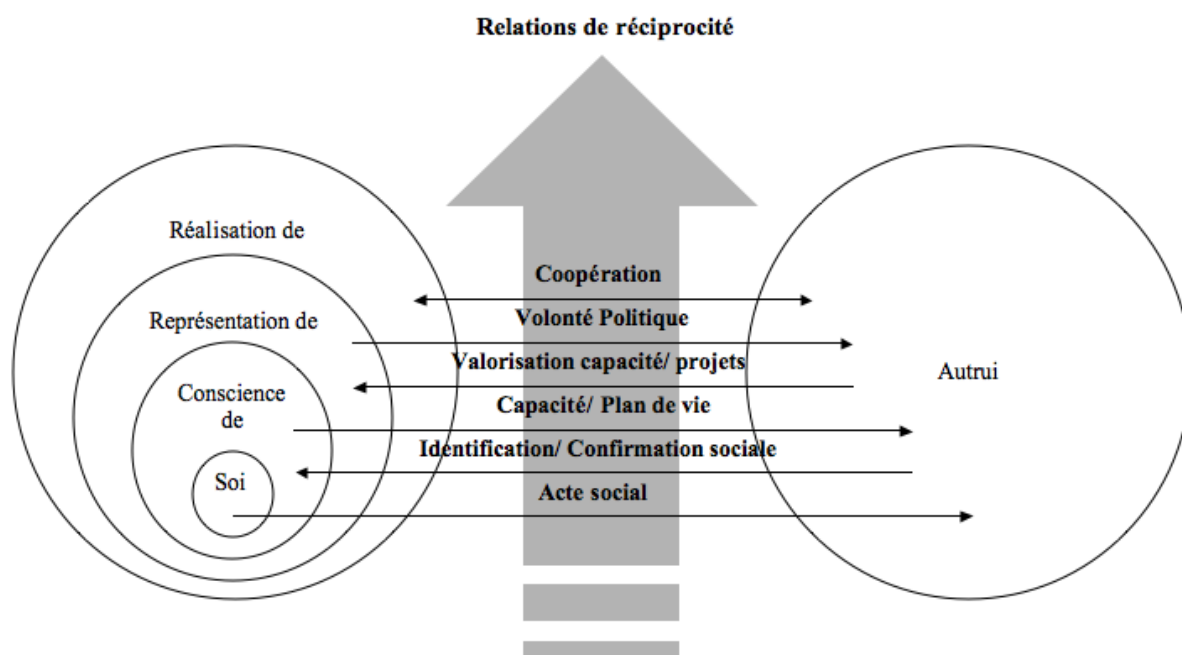 Relations de réciprocité
Réalisation de
Coopération
Représentation de
Volonté Politique
Valorisation capacité/ projets
Autrui
Conscience
de
Capacité/ Plan de vie
Identification/ Confirmation sociale
Soi
Acte social